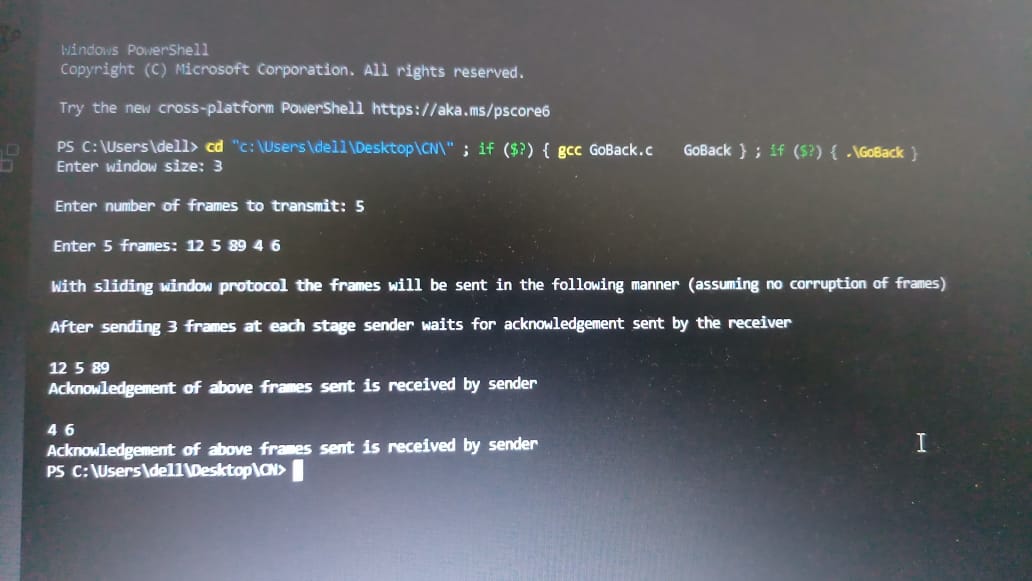 Windows PowerShell
Copyright (C) Microsoft Corporation. All rights reserved.
Try the new cross-platform PowerShell https://aka.ms/pscore6
PS C:\Users\dell> cd "c:\Users\dell\Desktop\CN\" ; if ($?) { gcc GoBack.c GoBack } ; if ($?) { .\GoBack }
Enter window size: 3
Enter number of frames to transmit: 5
Enter 5 frames: 12 5 89 4 6
With sliding window protocol the frames will be sent in the following manner (assuming no corruption of frames)
After sending 3 frames at each stage sender waits for acknowledgement sent by the receiver
12 5 89
Acknowledgement of above frames sent is received by sender
4 6
Acknowledgement of above frames sent is received by sender
PS C:\Users\dell\Desktop\CN>